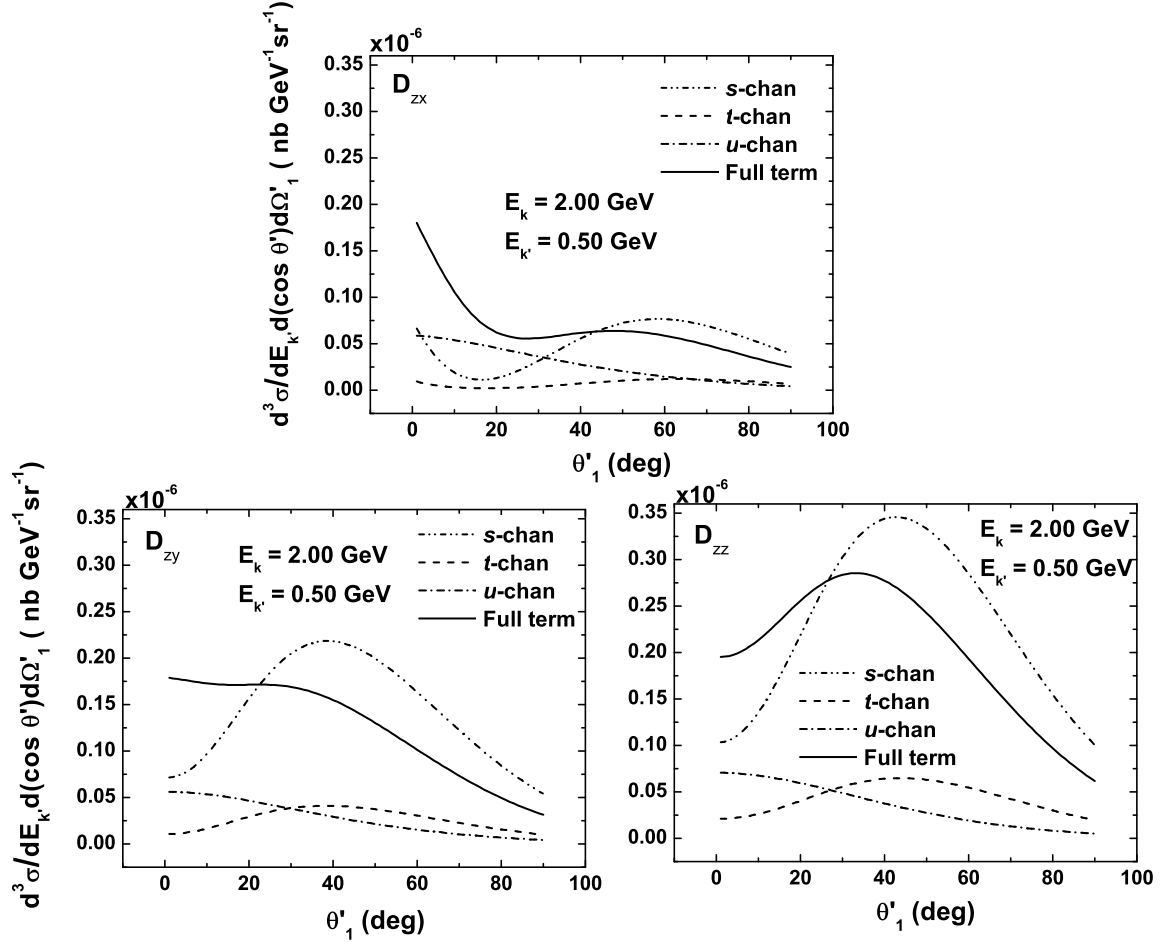 x10⁻⁶
d³σ/dE_k'd(cos θ')dΩ'₁ ( nb GeV⁻¹sr⁻¹)
0.35
0.30
0.25
0.20
0.15
0.10
0.05
0.00
D_zx
s-chan
t-chan
u-chan
Full term
E_k = 2.00 GeV
E_k' = 0.50 GeV
0 20 40 60 80 100
θ'₁ (deg)
x10⁻⁶
d³σ/dE_k'd(cos θ')dΩ'₁ ( nb GeV⁻¹sr⁻¹)
0.35
0.30
0.25
0.20
0.15
0.10
0.05
0.00
D_zy
E_k = 2.00 GeV
E_k' = 0.50 GeV
s-chan
t-chan
u-chan
Full term
0 20 40 60 80 100
θ'₁ (deg)
x10⁻⁶
0.35
0.30
0.25
0.20
0.15
0.10
0.05
0.00
D_zz
E_k = 2.00 GeV
E_k' = 0.50 GeV
s-chan
t-chan
u-chan
Full term
0 20 40 60 80 100
θ'₁ (deg)